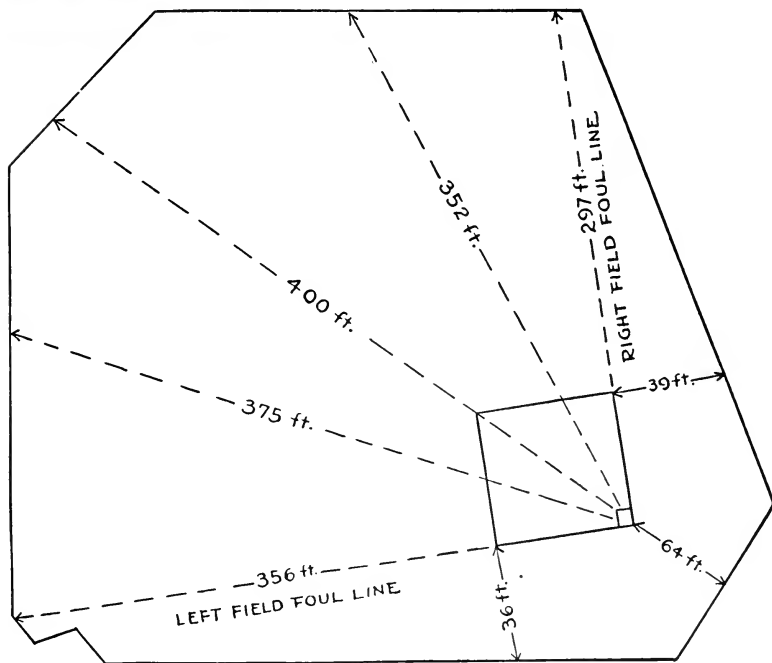 352 ft.
297 ft.
RIGHT FIELD FOUL LINE
400 ft.
375 ft.
39 ft.
64 ft.
356 ft.
LEFT FIELD FOUL LINE
36 ft.